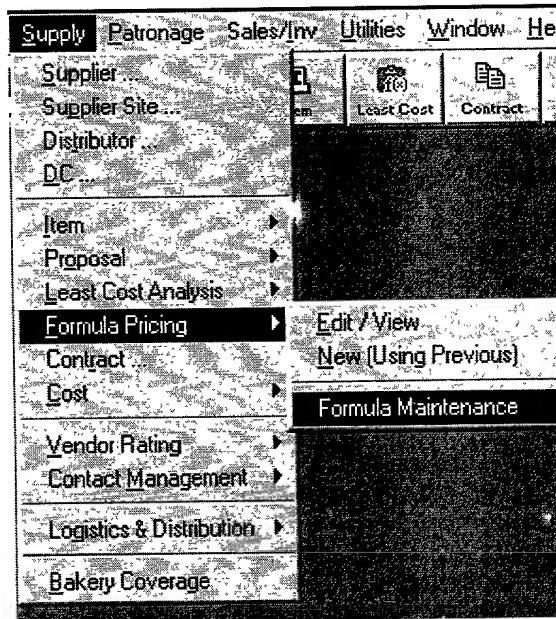 Supply Patronage Sales/Inv Utilities Window He
Supplier ...
Supplier Site ...
Distributor ...
DC ...
Least Cost
Contract
Item
Proposal
Least Cost Analysis
Formula Pricing
Edit / View
New (Using Previous)
Formula Maintenance
Contract ...
Cost
Vendor Rating
Contact Management
Logistics & Distribution
Bakery Coverage